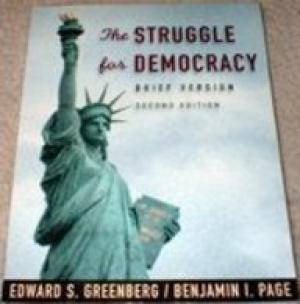 The STRUGGLE
for DEMOCRACY
BRIEF VERSION
SECOND EDITION
EDWARD S. GREENBERG / BENJAMIN I. PAGE